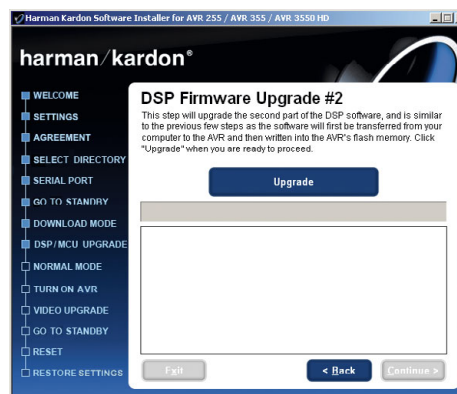 Harman Kardon Software Installer for AVR 255 / AVR 355 / AVR 3550 HD
harman/kardon®
WELCOME
SETTINGS
AGREEMENT
SELECT DIRECTORY
SERIAL PORT
GO TO STANDBY
DOWNLOAD MODE
DSP/MCU UPGRADE
NORMAL MODE
TURN ON AVR
VIDEO UPGRADE
GO TO STANDBY
RESET
RESTORE SETTINGS
DSP Firmware Upgrade #2
This step will upgrade the second part of the DSP software, and is similar
to the previous few steps as the software will first be transferred from your
computer to the AVR and then written into the AVR's flash memory. Click
"Upgrade" when you are ready to proceed.
Upgrade
Exit
< Back
Continue >